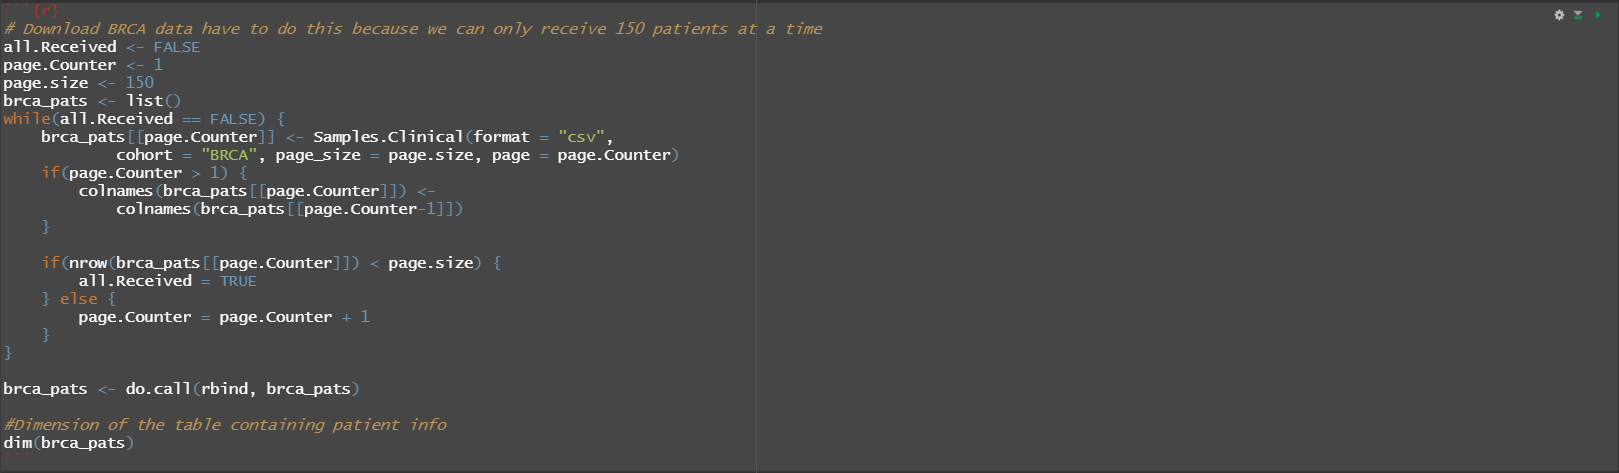 ```{r}
# Download BRCA data have to do this because we can only receive 150 patients at a time
all.Received <- FALSE
page.Counter <- 1
page.size <- 150
brca_pats <- list()
while(all.Received == FALSE) {
    brca_pats[[page.Counter]] <- Samples.Clinical(format = "csv",
            cohort = "BRCA", page_size = page.size, page = page.Counter)
    if(page.Counter > 1) {
        colnames(brca_pats[[page.Counter]]) <-
            colnames(brca_pats[[page.Counter-1]])
    }

    if(nrow(brca_pats[[page.Counter]]) < page.size) {
        all.Received = TRUE
    } else {
        page.Counter = page.Counter + 1
    }
}

brca_pats <- do.call(rbind, brca_pats)

#Dimension of the table containing patient info
dim(brca_pats)
```